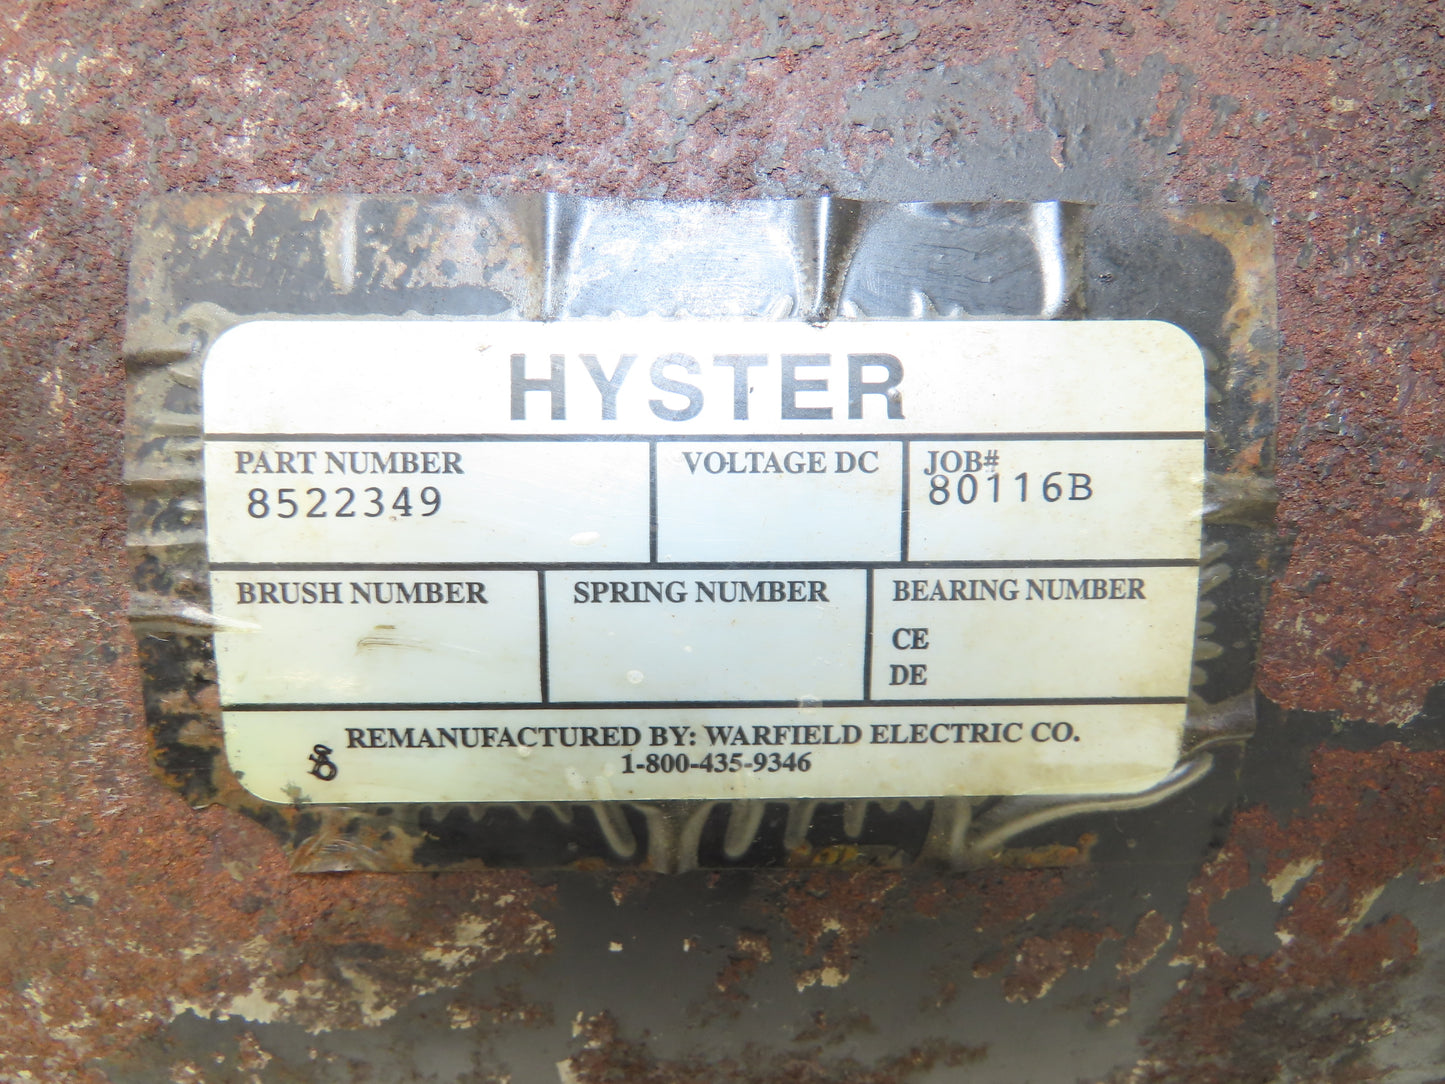 HYSTER
PART NUMBER
8522349
VOLTAGE DC
JOB#
80116B
BRUSH NUMBER
SPRING NUMBER
BEARING NUMBER
CE
DE
REMANUFACTURED BY: WARFIELD ELECTRIC CO.
1-800-435-9346